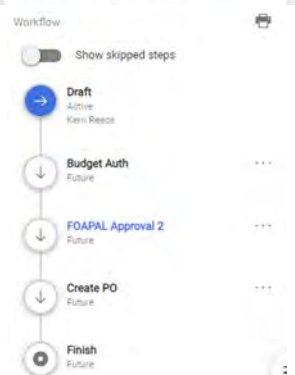 Workflow
Show skipped steps
Draft
Active
Kern Reece
Budget Auth
Future
FOAPAL Approval 2
Future
Create PO
Future
Finish
Future